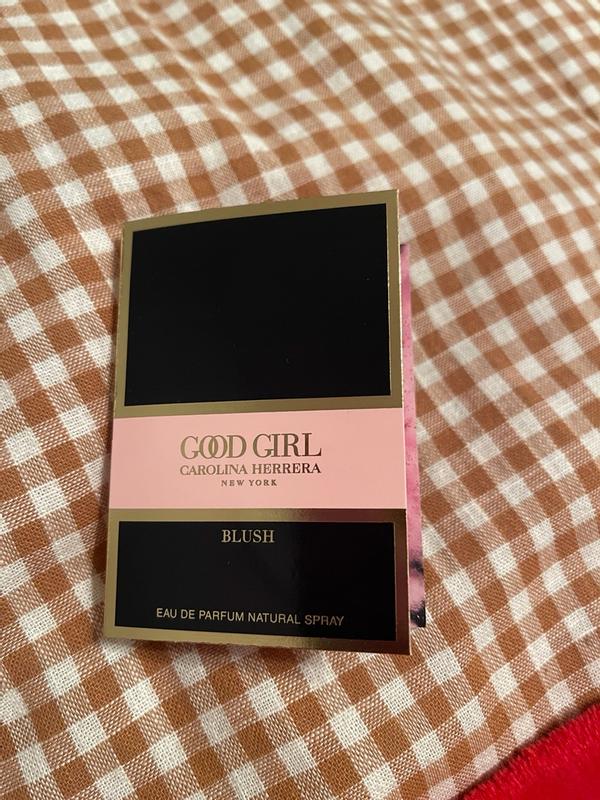 GOOD GIRL
CAROLINA HERRERA
NEW YORK
BLUSH
EAU DE PARFUM NATURAL SPRAY